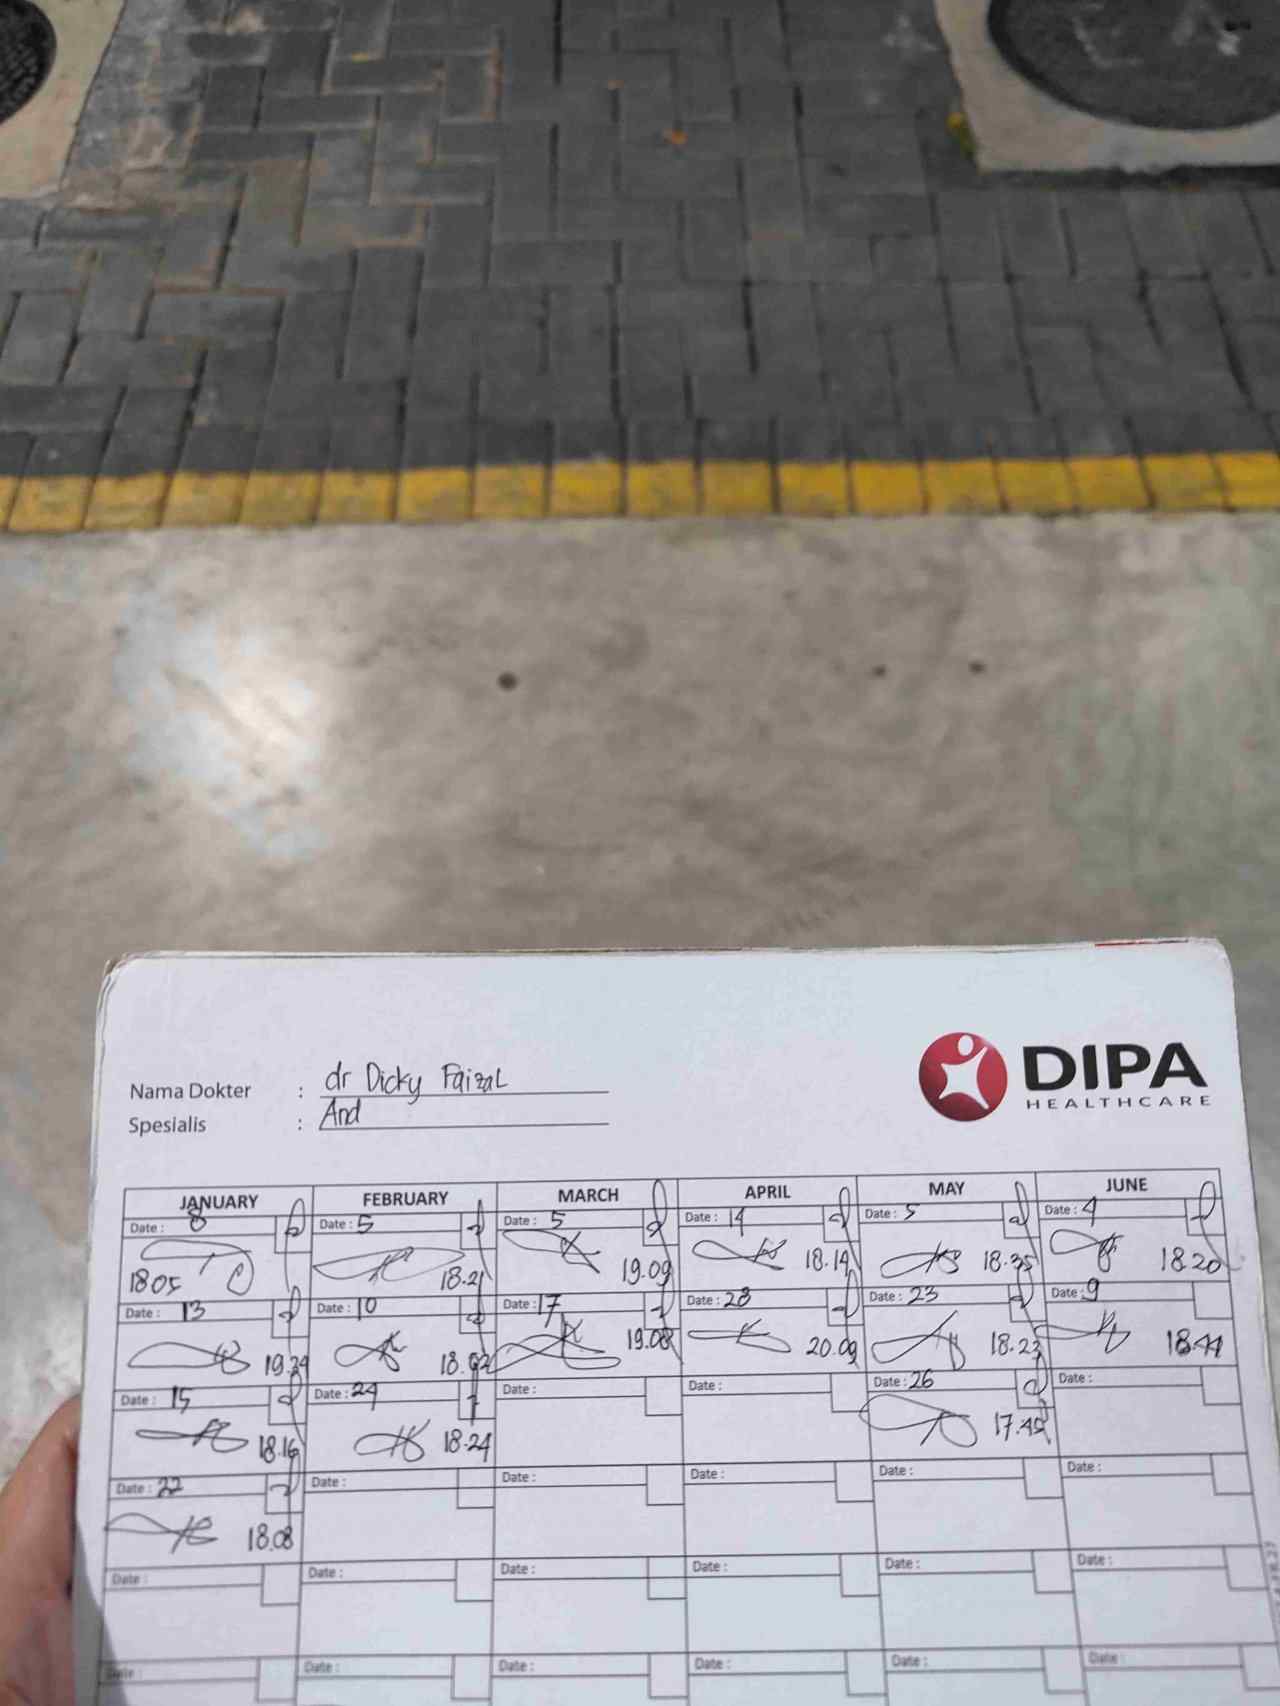 DIPA
HEALTHCARE
Nama Dokter : dr Dicky Faizal
Spesialis : And
JANUARY FEBRUARY MARCH APRIL MAY JUNE
Date : 8 Date : 5 Date : 5 Date : 14 Date : 5 Date : 4
18.05 18.21 19.09 18.14 18.35 18.20
Date : 13 Date : 10 Date : 17 Date : 28 Date : 23 Date : 9
19.24 18.02 19.08 20.09 18.23
Date : 15 Date : 24 Date : Date : Date : 26 Date :
18.16 18.24 17.45
Date : 22 Date : Date : Date : Date : Date :
18.08
Date : Date : Date : Date : Date : Date :
Date : Date : Date : Date : Date : Date :